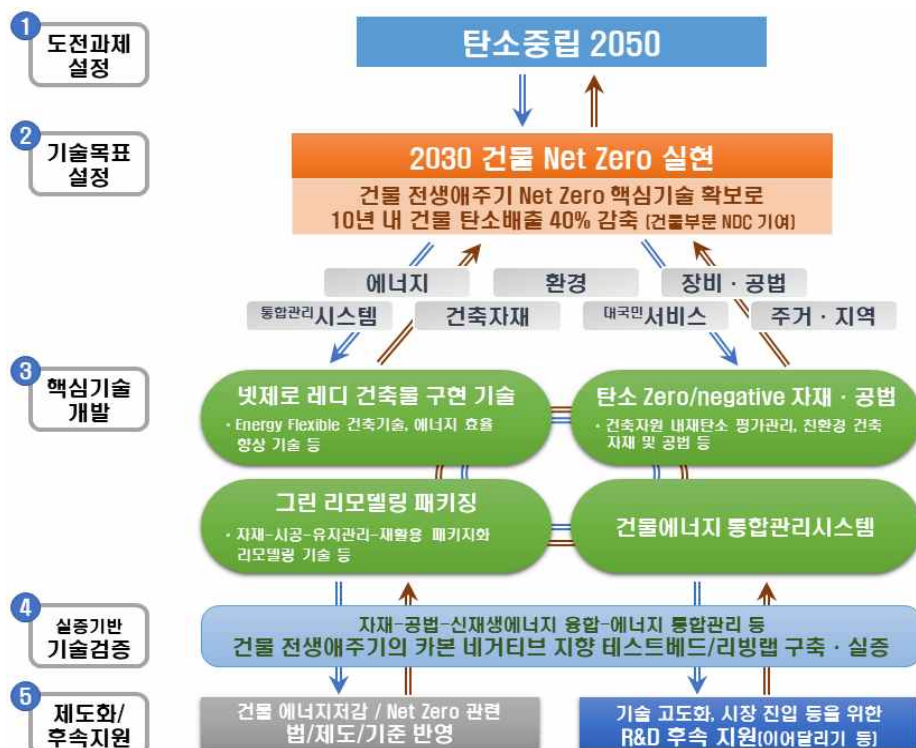 1
도전과제
설정
탄소중립 2050
2
기술목표
설정
2030 건물 Net Zero 실현
건물 전생애주기 Net Zero 핵심기술 확보로
10년 내 건물 탄소배출 40% 감축 (건물부문 NDC 기여)
에너지
환경
장비 · 공법
통합관리시스템
건축자재
대국민서비스
주거 · 지역
3
핵심기술
개발
넷제로 레디 건축물 구현 기술
· Energy Flexible 건축기술, 에너지 효율
향상 기술 등
탄소 Zero/negative 자재 · 공법
· 건축자원 내재탄소 평가관리, 친환경 건축
자재 및 공법 등
그린 리모델링 패키징
· 자재-시공-유지관리-재활용 패키지화
리모델링 기술 등
건물에너지 통합관리시스템
4
실증기반
기술검증
자재-공법-신재생에너지 융합-에너지 통합관리 등
건물 전생애주기의 카본 네거티브 지향 테스트베드/리빙랩 구축 · 실증
5
제도화/
후속지원
건물 에너지저감 / Net Zero 관련
법/제도/기준 반영
기술 고도화, 시장 진입 등을 위한
R&D 후속 지원(이어달리기 등)